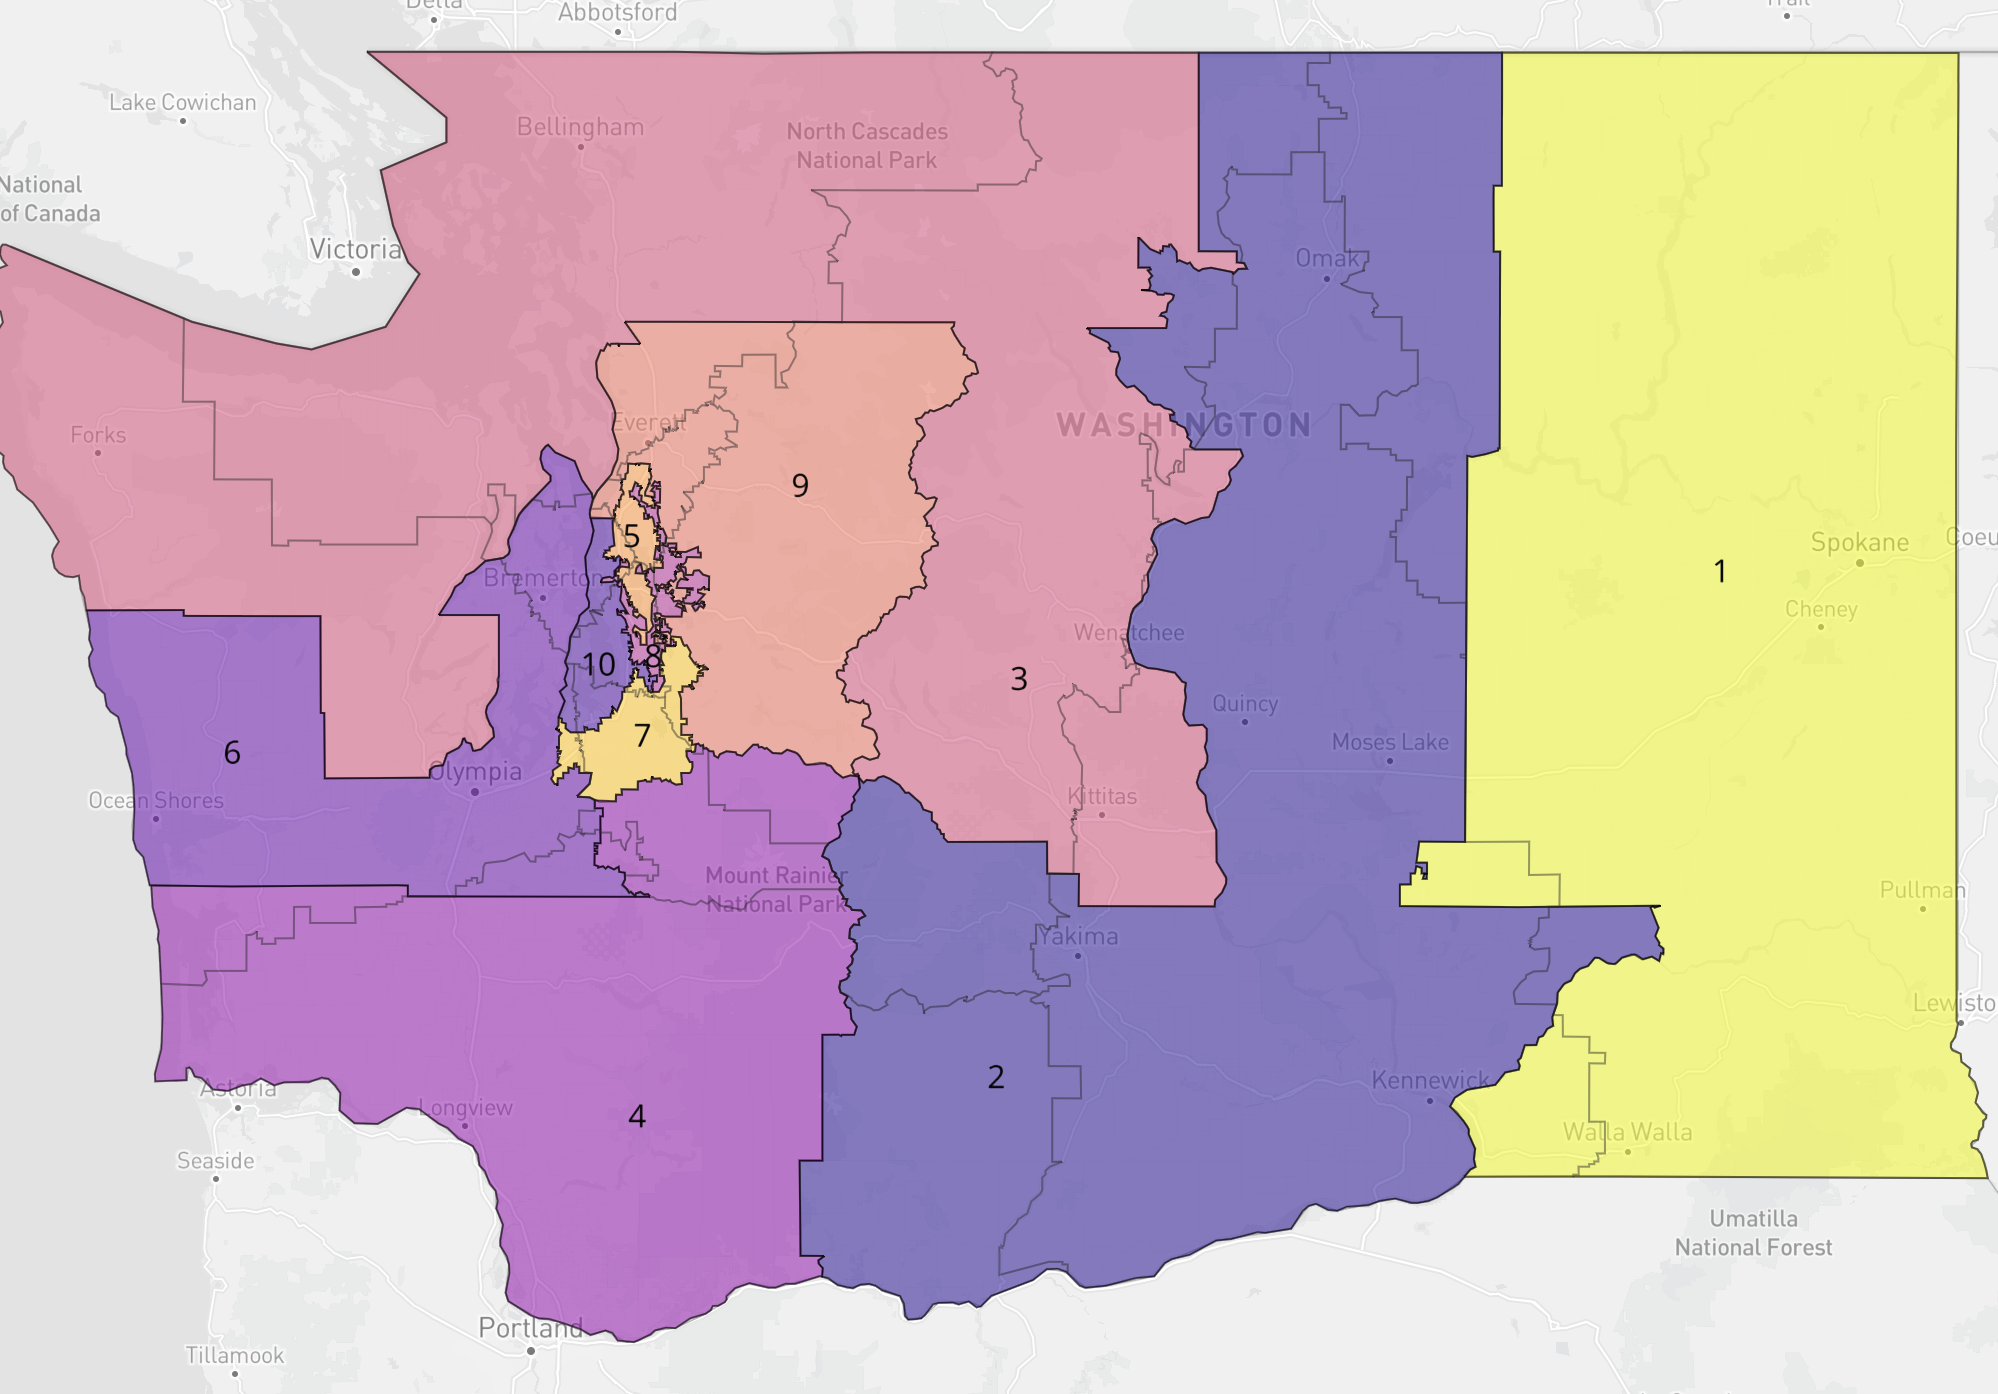 Delta
Abbotsford
Trail
Lake Cowichan
Bellingham
North Cascades
National Park
National
of Canada
Victoria
Omak
Everett
WASHINGTON
Forks
9
5
Spokane
Coeu
1
Bremerton
Cheney
Wenatchee
10
8
3
Quincy
7
6
Moses Lake
Olympia
Ocean Shores
Kittitas
Mount Rainier
National Park
Pullman
Yakima
Lewisto
2
Kennewick
Astoria
Longview
4
Walla Walla
Seaside
Umatilla
National Forest
Portland
Tillamook